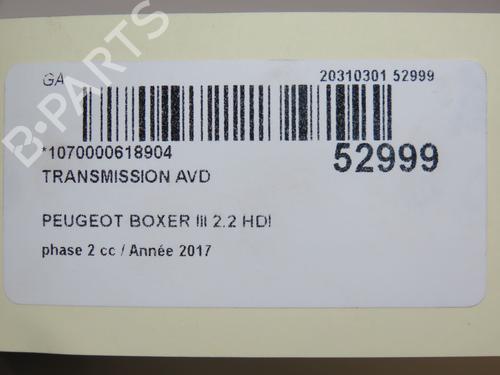 GA 20310301 52999
*1070000618904 52999
TRANSMISSION AVD
PEUGEOT BOXER III 2.2 HDI
phase 2 cc / Année 2017
B-PARTS